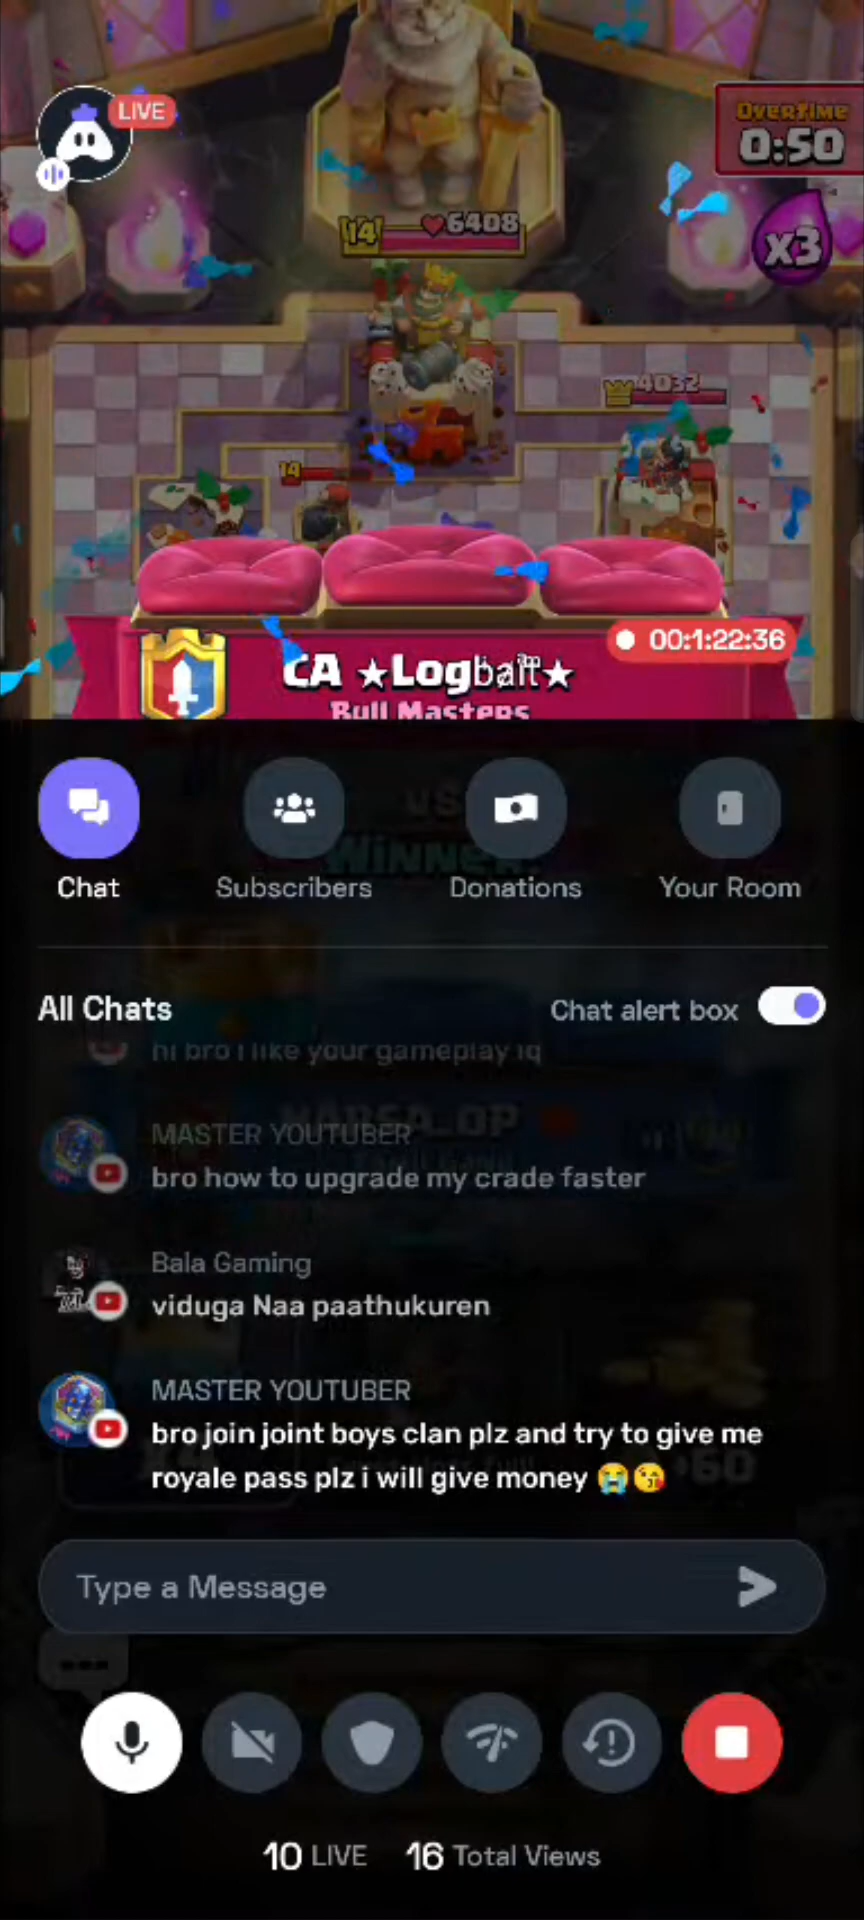 LIVE
Overtime
0:50
x3
14
6408
4032
14
00:1:22:36
CA ★Logbait★
Bull Masters
VS
Winner!
Chat
Subscribers
Donations
Your Room
All Chats
Chat alert box
hi bro i like your gameplay iq
MASTER YOUTUBER
bro how to upgrade my crade faster
Bala Gaming
viduga Naa paathukuren
MASTER YOUTUBER
bro join joint boys clan plz and try to give me
royale pass plz i will give money 😭😘
Type a Message
10 LIVE 16 Total Views